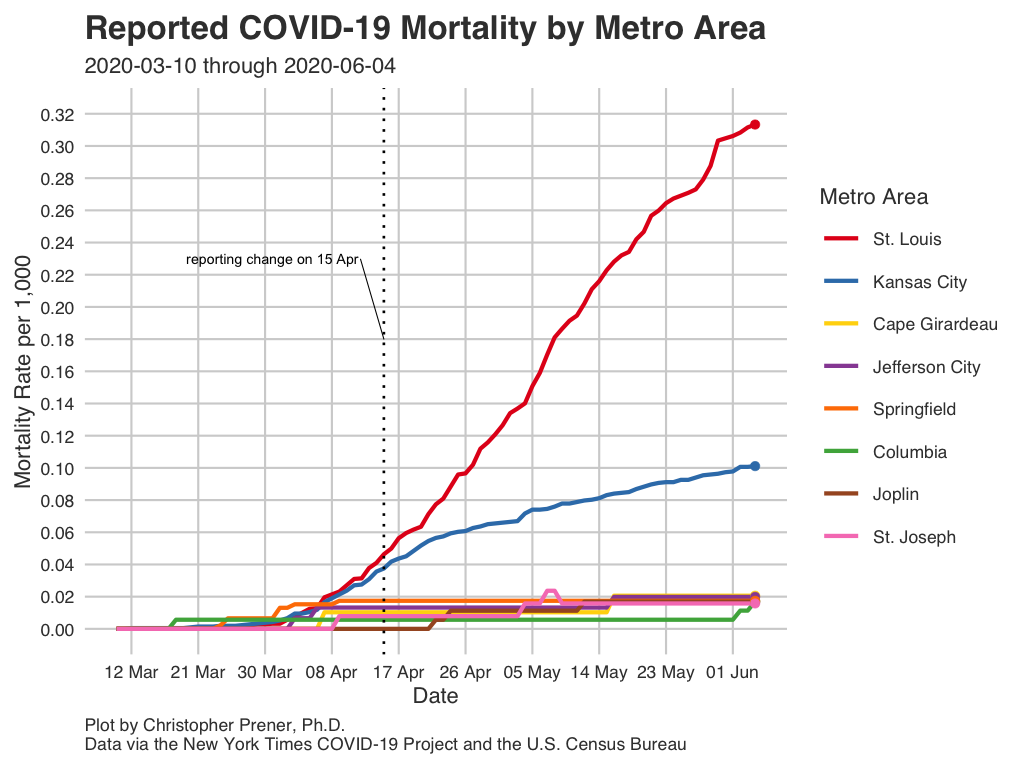 Reported COVID-19 Mortality by Metro Area
2020-03-10 through 2020-06-04
Mortality Rate per 1,000
0.32
0.30
0.28
0.26
0.24
0.22
0.20
0.18
0.16
0.14
0.12
0.10
0.08
0.06
0.04
0.02
0.00
reporting change on 15 Apr
12 Mar 21 Mar 30 Mar 08 Apr 17 Apr 26 Apr 05 May 14 May 23 May 01 Jun
Date
Metro Area
St. Louis
Kansas City
Cape Girardeau
Jefferson City
Springfield
Columbia
Joplin
St. Joseph
Plot by Christopher Prener, Ph.D.
Data via the New York Times COVID-19 Project and the U.S. Census Bureau